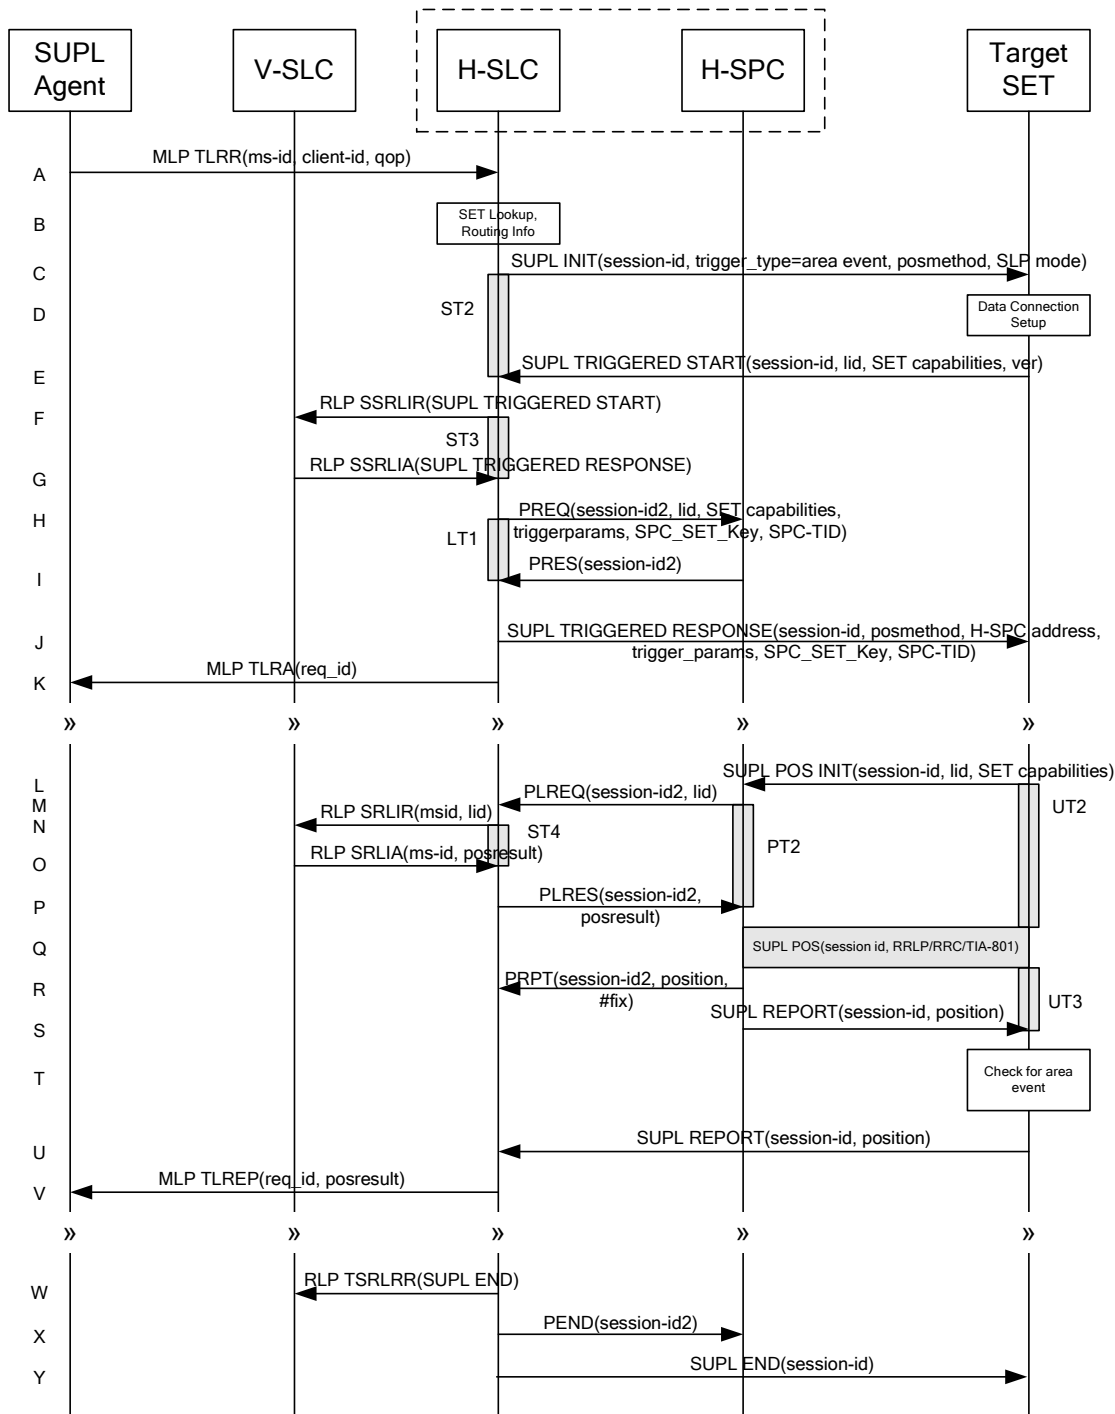 SUPL
Agent
V-SLC
H-SLC
H-SPC
Target
SET
A
MLP TLRR(ms-id, client-id, qop)
B
SET Lookup,
Routing Info
C
SUPL INIT(session-id, trigger_type=area event, posmethod, SLP mode)
D
ST2
Data Connection
Setup
E
SUPL TRIGGERED START(session-id, lid, SET capabilities, ver)
F
RLP SSRLIR(SUPL TRIGGERED START)
ST3
G
RLP SSRLIA(SUPL TRIGGERED RESPONSE)
H
PREQ(session-id2, lid, SET capabilities,
triggerparams, SPC_SET_Key, SPC-TID)
LT1
I
PRES(session-id2)
J
SUPL TRIGGERED RESPONSE(session-id, posmethod, H-SPC address,
trigger_params, SPC_SET_Key, SPC-TID)
K
MLP TLRA(req_id)
» » » » »
L
SUPL POS INIT(session-id, lid, SET capabilities)
M
PLREQ(session-id2, lid)
UT2
N
RLP SRLIR(msid, lid)
ST4
PT2
O
RLP SRLIA(ms-id, posresult)
P
PLRES(session-id2,
posresult)
Q
SUPL POS(session id, RRLP/RRC/TIA-801)
R
PRPT(session-id2, position,
#fix)
UT3
S
SUPL REPORT(session-id, position)
T
Check for area
event
U
SUPL REPORT(session-id, position)
V
MLP TLREP(req_id, posresult)
» » » » »
W
RLP TSRLRR(SUPL END)
X
PEND(session-id2)
Y
SUPL END(session-id)